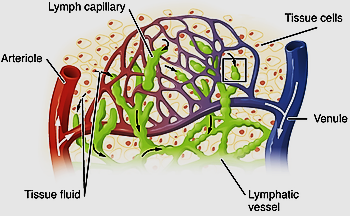 Lymph capillary
Tissue cells
Arteriole
Venule
Tissue fluid
Lymphatic
vessel